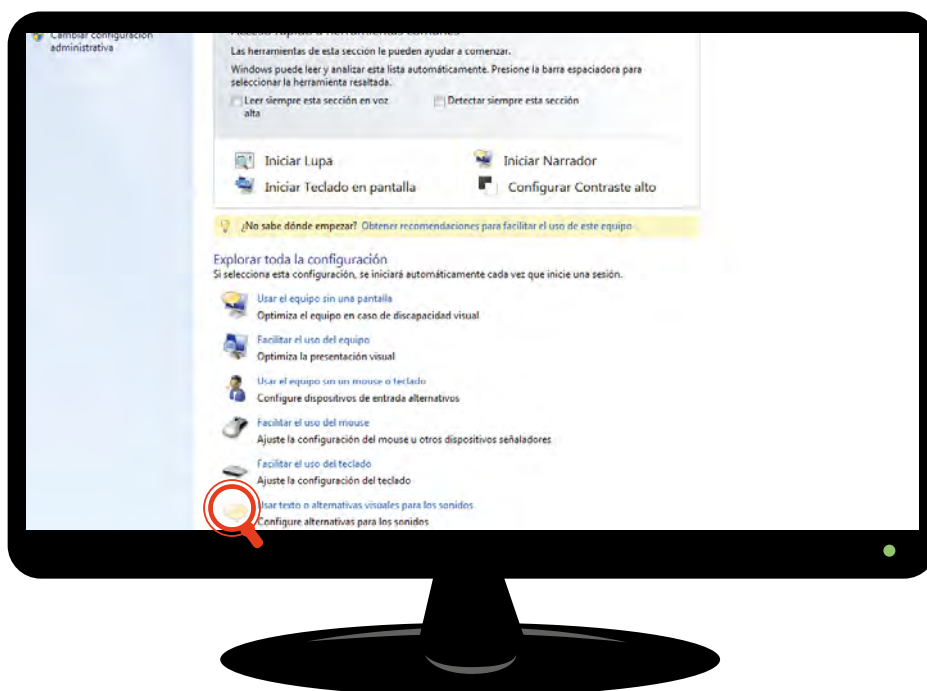 Cambiar configuración
administrativa
Acceso rápido a herramientas comunes
Las herramientas de esta sección le pueden ayudar a comenzar.
Windows puede leer y analizar esta lista automáticamente. Presione la barra espaciadora para
seleccionar la herramienta resaltada.
Leer siempre esta sección en voz
alta
Detectar siempre esta sección
Iniciar Lupa
Iniciar Narrador
Iniciar Teclado en pantalla
Configurar Contraste alto
¿No sabe dónde empezar? Obtener recomendaciones para facilitar el uso de este equipo
Explorar toda la configuración
Si selecciona esta configuración, se iniciará automáticamente cada vez que inicie una sesión.
Usar el equipo sin una pantalla
Optimiza el equipo en caso de discapacidad visual
Facilitar el uso del equipo
Optimiza la presentación visual
Usar el equipo sin un mouse o teclado
Configure dispositivos de entrada alternativos
Facilitar el uso del mouse
Ajuste la configuración del mouse u otros dispositivos señaladores
Facilitar el uso del teclado
Ajuste la configuración del teclado
Usar texto o alternativas visuales para los sonidos
Configure alternativas para los sonidos